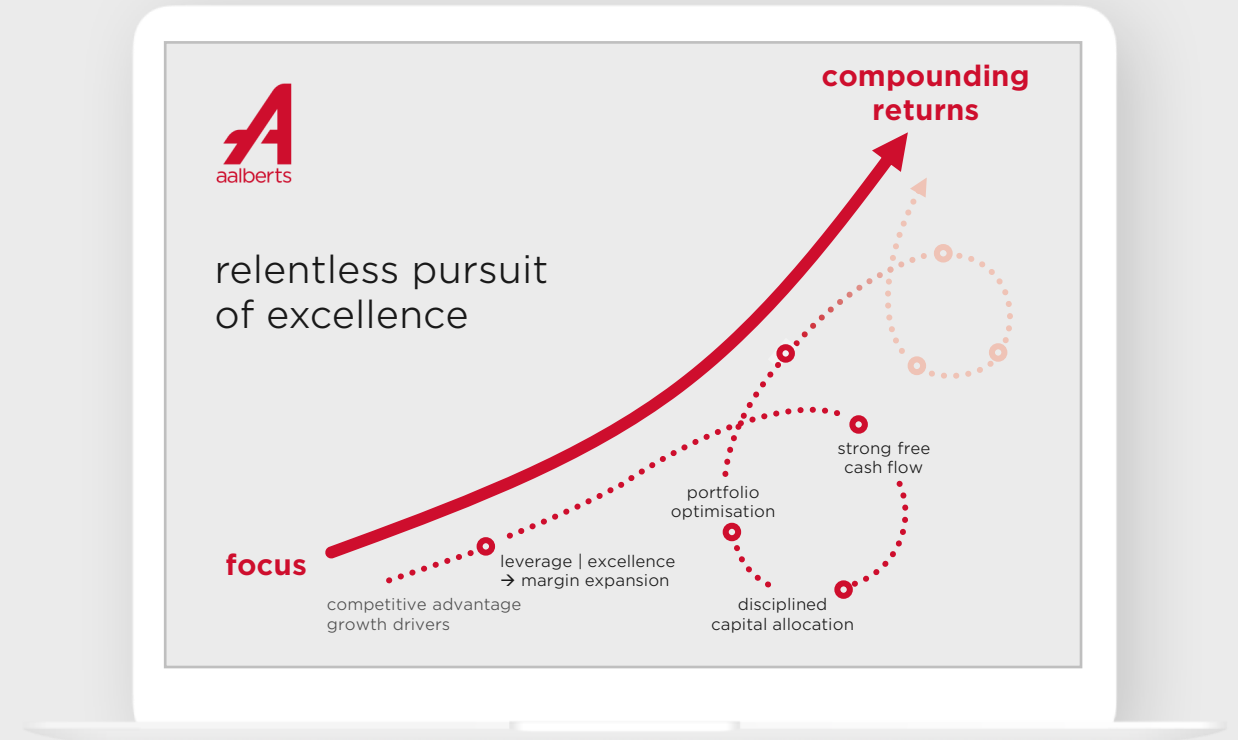 compounding
returns
aalberts
relentless pursuit
of excellence
strong free
cash flow
portfolio
optimisation
focus
leverage | excellence
→ margin expansion
competitive advantage
growth drivers
disciplined
capital allocation